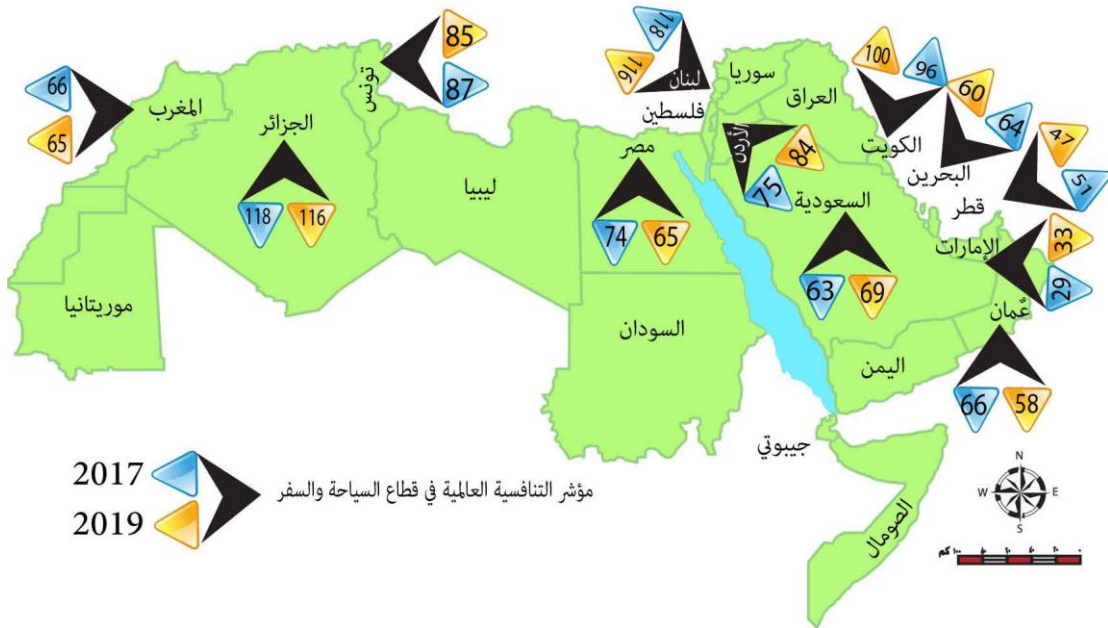 118
116
لبنان
فلسطين
سوريا
العراق
100
96
الكويت
60
64
البحرين
47
51
قطر
85
87
تونس
66
65
المغرب
الجزائر
118
116
ليبيا
مصر
74
65
الأردن
84
75
السعودية
63
69
33
29
الإمارات
عُمان
66
58
موريتانيا
السودان
اليمن
جيبوتي
الصومال
2017
2019
مؤشر التنافسية العالمية في قطاع السياحة والسفر
N
W
E
S
كم